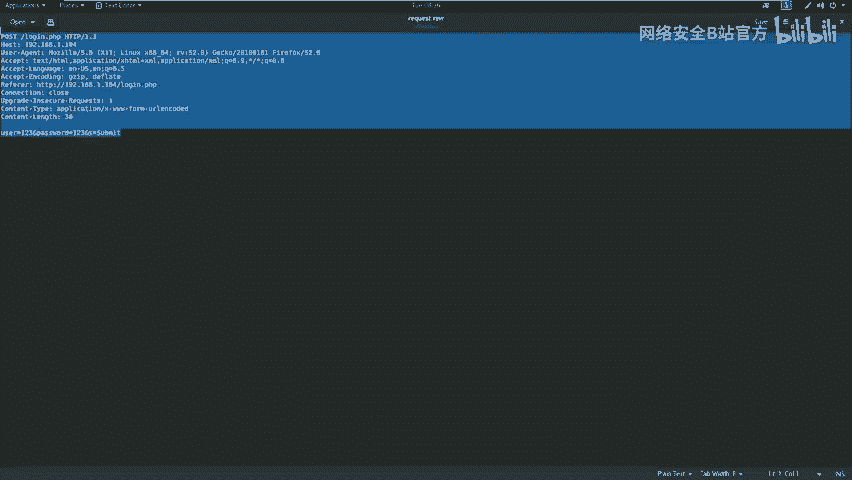 Applications Places Text Editor
Open request.raw Save
POST /login.php HTTP/1.1
Host: 192.168.1.104
User-Agent: Mozilla/5.0 (X11; Linux x86_64; rv:52.0) Gecko/20100101 Firefox/52.0
Accept: text/html,application/xhtml+xml,application/xml;q=0.9,*/*;q=0.8
Accept-Language: en-US,en;q=0.5
Accept-Encoding: gzip, deflate
Referer: http://192.168.1.104/login.php
Connection: close
Upgrade-Insecure-Requests: 1
Content-Type: application/x-www-form-urlencoded
Content-Length: 30
user=123&password=123&s=Submit
网络安全B站官方 bilibili
Plain Text Tab Width: 8 Ln 1, Col 1 INS